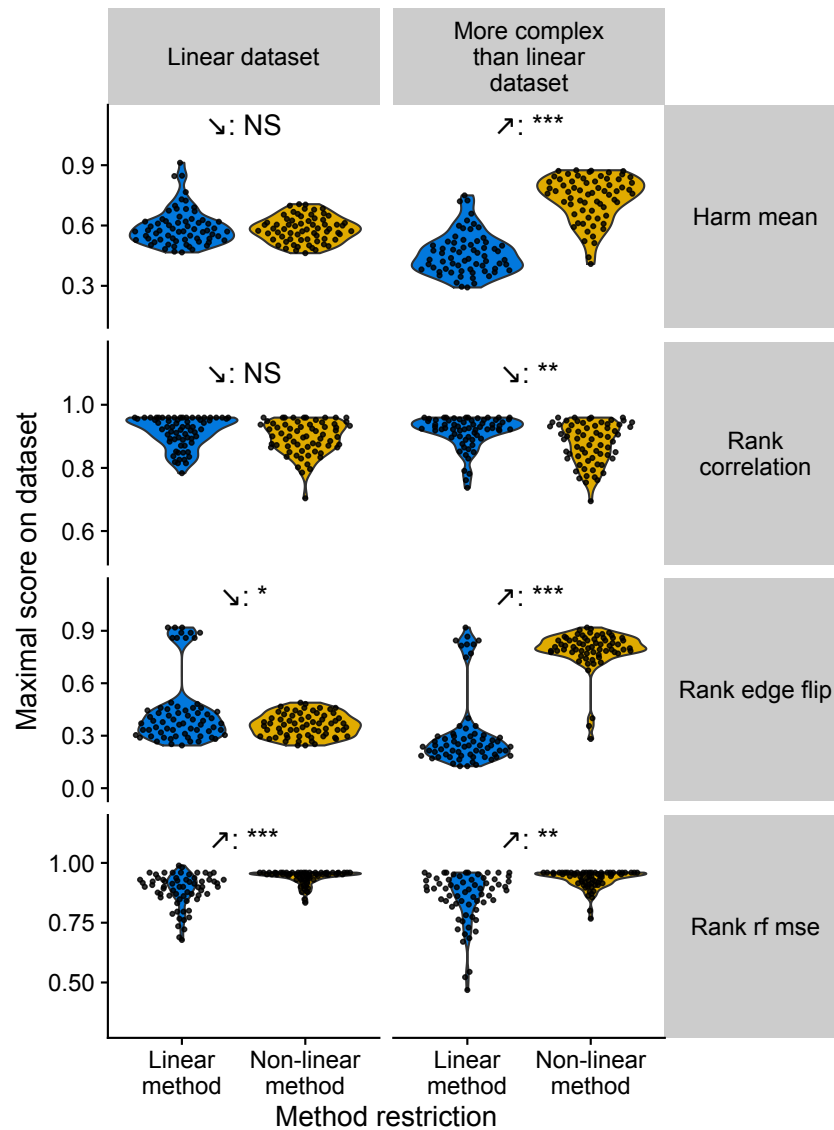 Linear dataset
More complex
than linear
dataset
↘: NS
↗: ***
0.9
0.6
0.3
Harm mean
↘: NS
↘: **
1.0
0.8
0.6
Rank
correlation
↘: *
↗: ***
0.9
0.6
0.3
0.0
Rank edge flip
↗: ***
↗: **
1.00
0.75
0.50
Rank rf mse
Maximal score on dataset
Linear
method
Non-linear
method
Linear
method
Non-linear
method
Method restriction